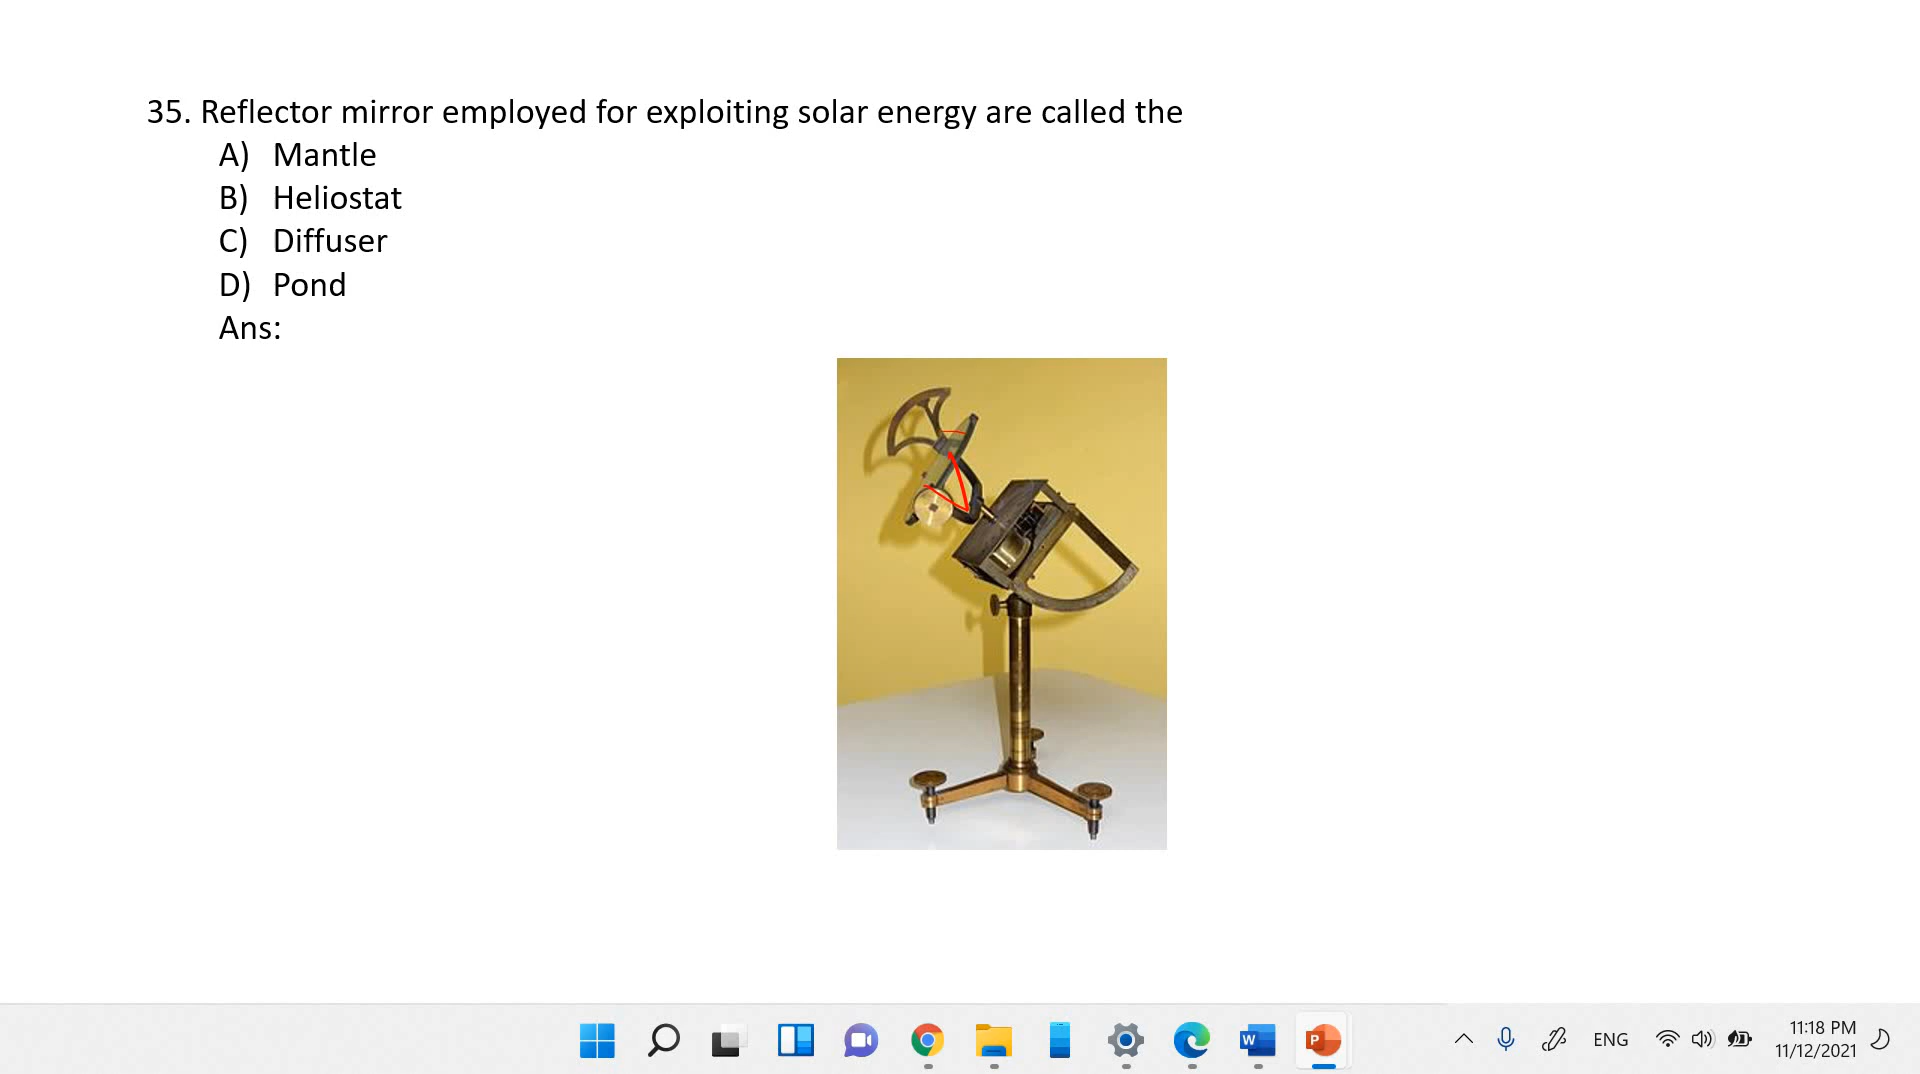 35. Reflector mirror employed for exploiting solar energy are called the
A) Mantle
B) Heliostat
C) Diffuser
D) Pond
Ans:
W
P
ENG
11:18 PM
11/12/2021